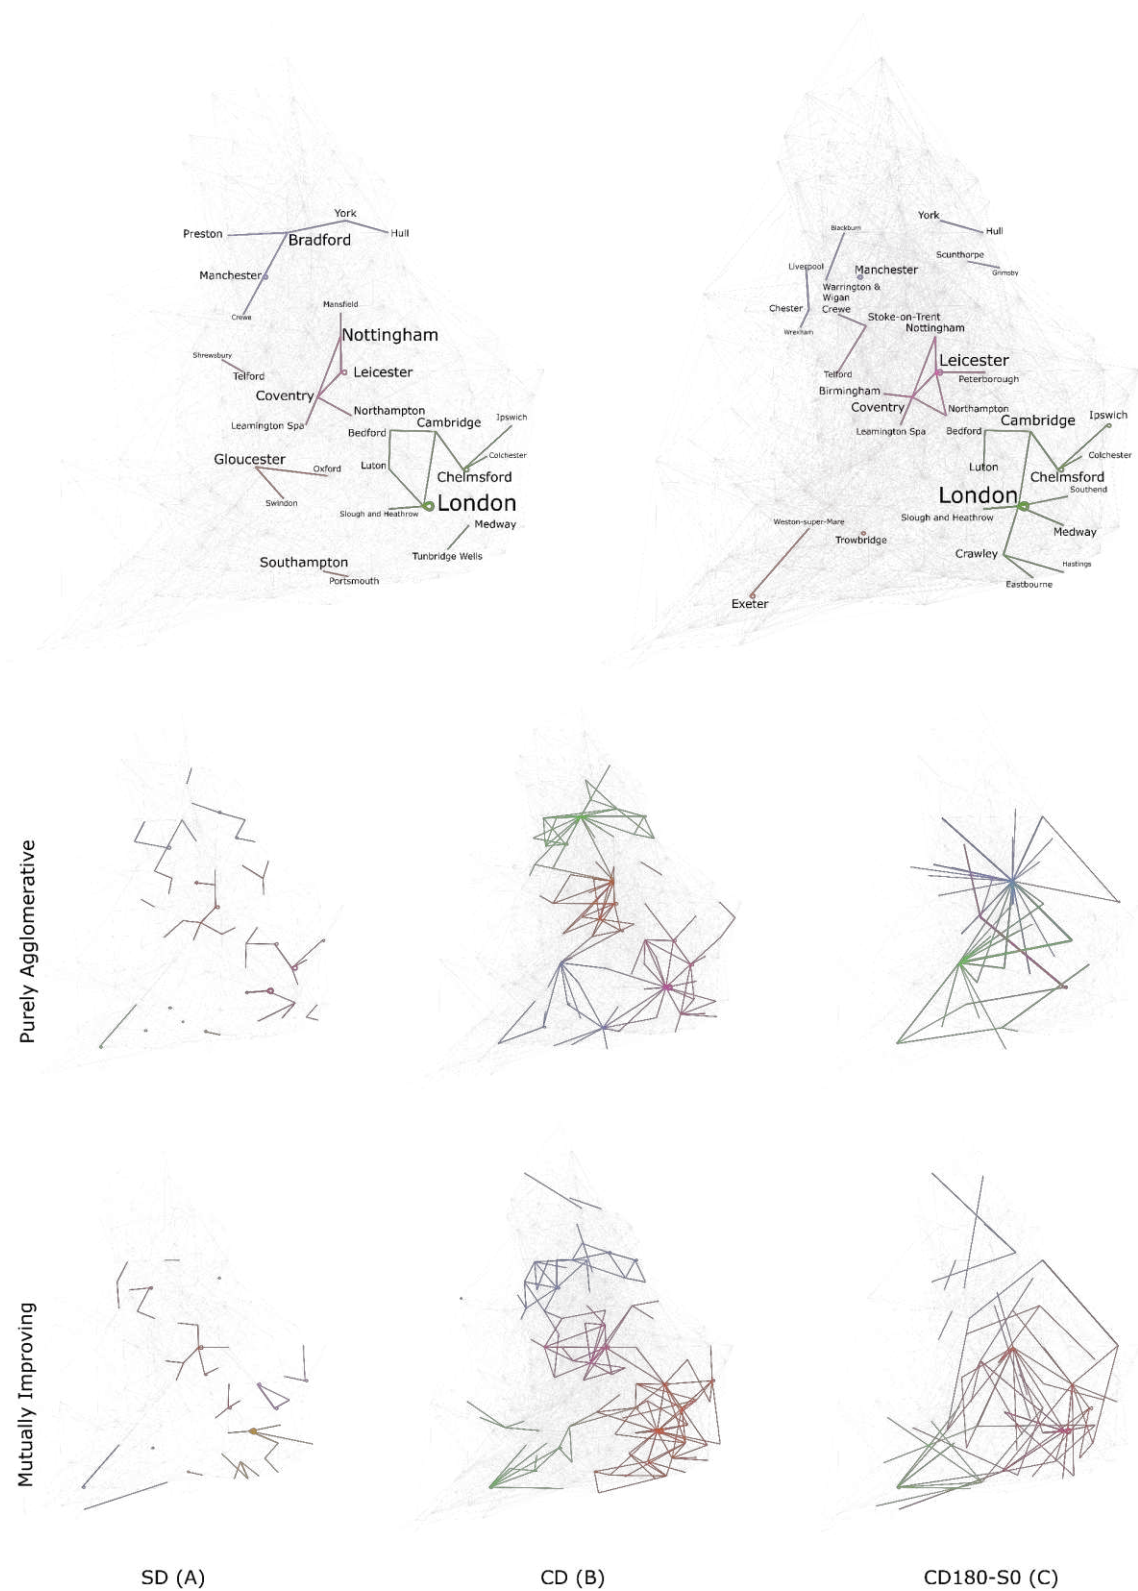 York
Preston
Bradford
Hull
Manchester
Crewe
Mansfield
Nottingham
Shrewsbury
Telford
Leicester
Coventry
Northampton
Leamington Spa
Bedford
Cambridge
Ipswich
Gloucester
Oxford
Luton
Colchester
Chelmsford
Swindon
London
Slough and Heathrow
Medway
Tunbridge Wells
Southampton
Portsmouth
York
Blackburn
Hull
Scunthorpe
Liverpool
Manchester
Grimsby
Warrington &
Wigan
Chester
Crewe
Stoke-on-Trent
Wrexham
Nottingham
Leicester
Telford
Peterborough
Birmingham
Coventry
Northampton
Leamington Spa
Bedford
Cambridge
Ipswich
Colchester
Luton
Chelmsford
London
Southend
Slough and Heathrow
Weston-super-Mare
Medway
Trowbridge
Crawley
Hastings
Eastbourne
Exeter
Purely Agglomerative
Mutually Improving
SD (A)
CD (B)
CD180-S0 (C)